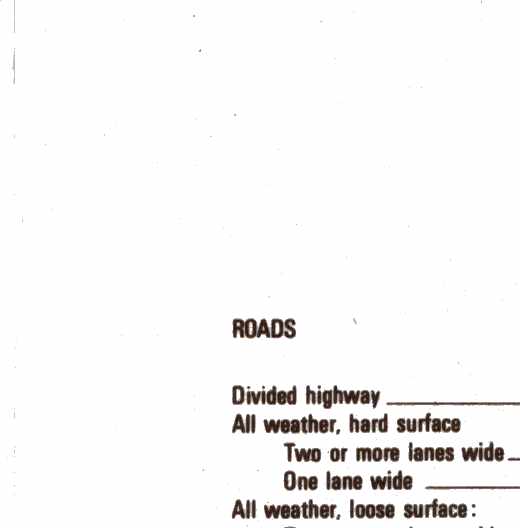 ROADS
Divided highway
All weather, hard surface
Two or more lanes wide
One lane wide
All weather, loose surface: